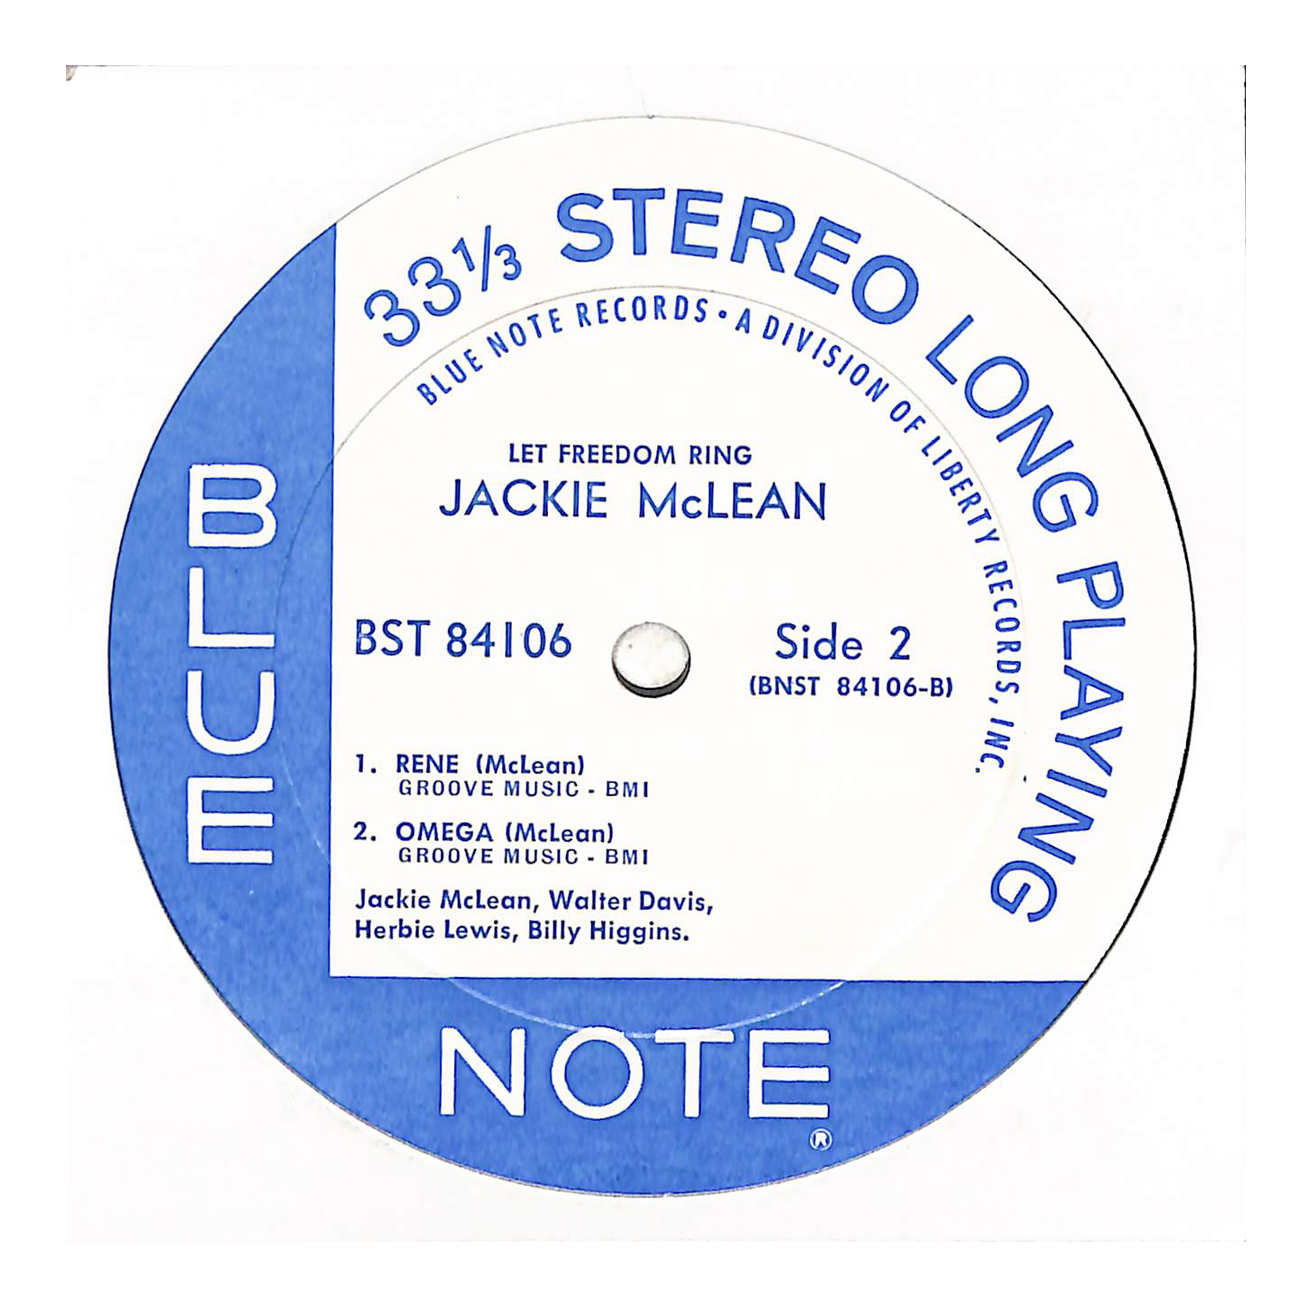 33⅓ STEREO LONG PLAYING
BLUE NOTE RECORDS • A DIVISION OF LIBERTY RECORDS, INC.
LET FREEDOM RING
JACKIE McLEAN
BST 84106
Side 2
(BNST 84106-B)
1. RENE (McLean)
GROOVE MUSIC - BMI
2. OMEGA (McLean)
GROOVE MUSIC - BMI
Jackie McLean, Walter Davis,
Herbie Lewis, Billy Higgins.
BLUE
NOTE
®